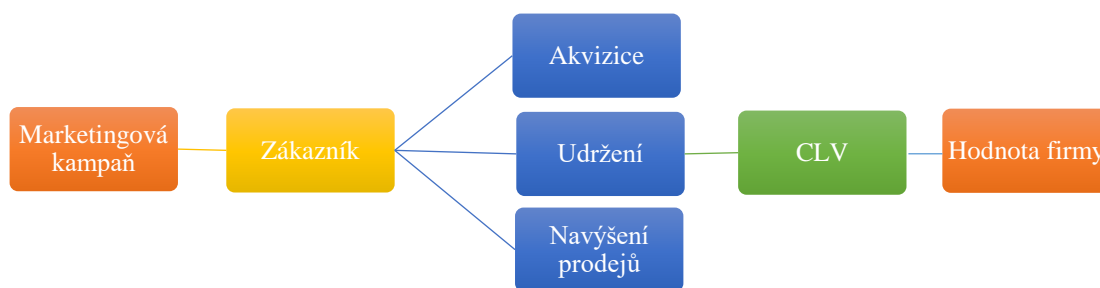 Marketingová
kampaň
Zákazník
Akvizice
Udržení
Navýšení
prodejů
CLV
Hodnota firmy